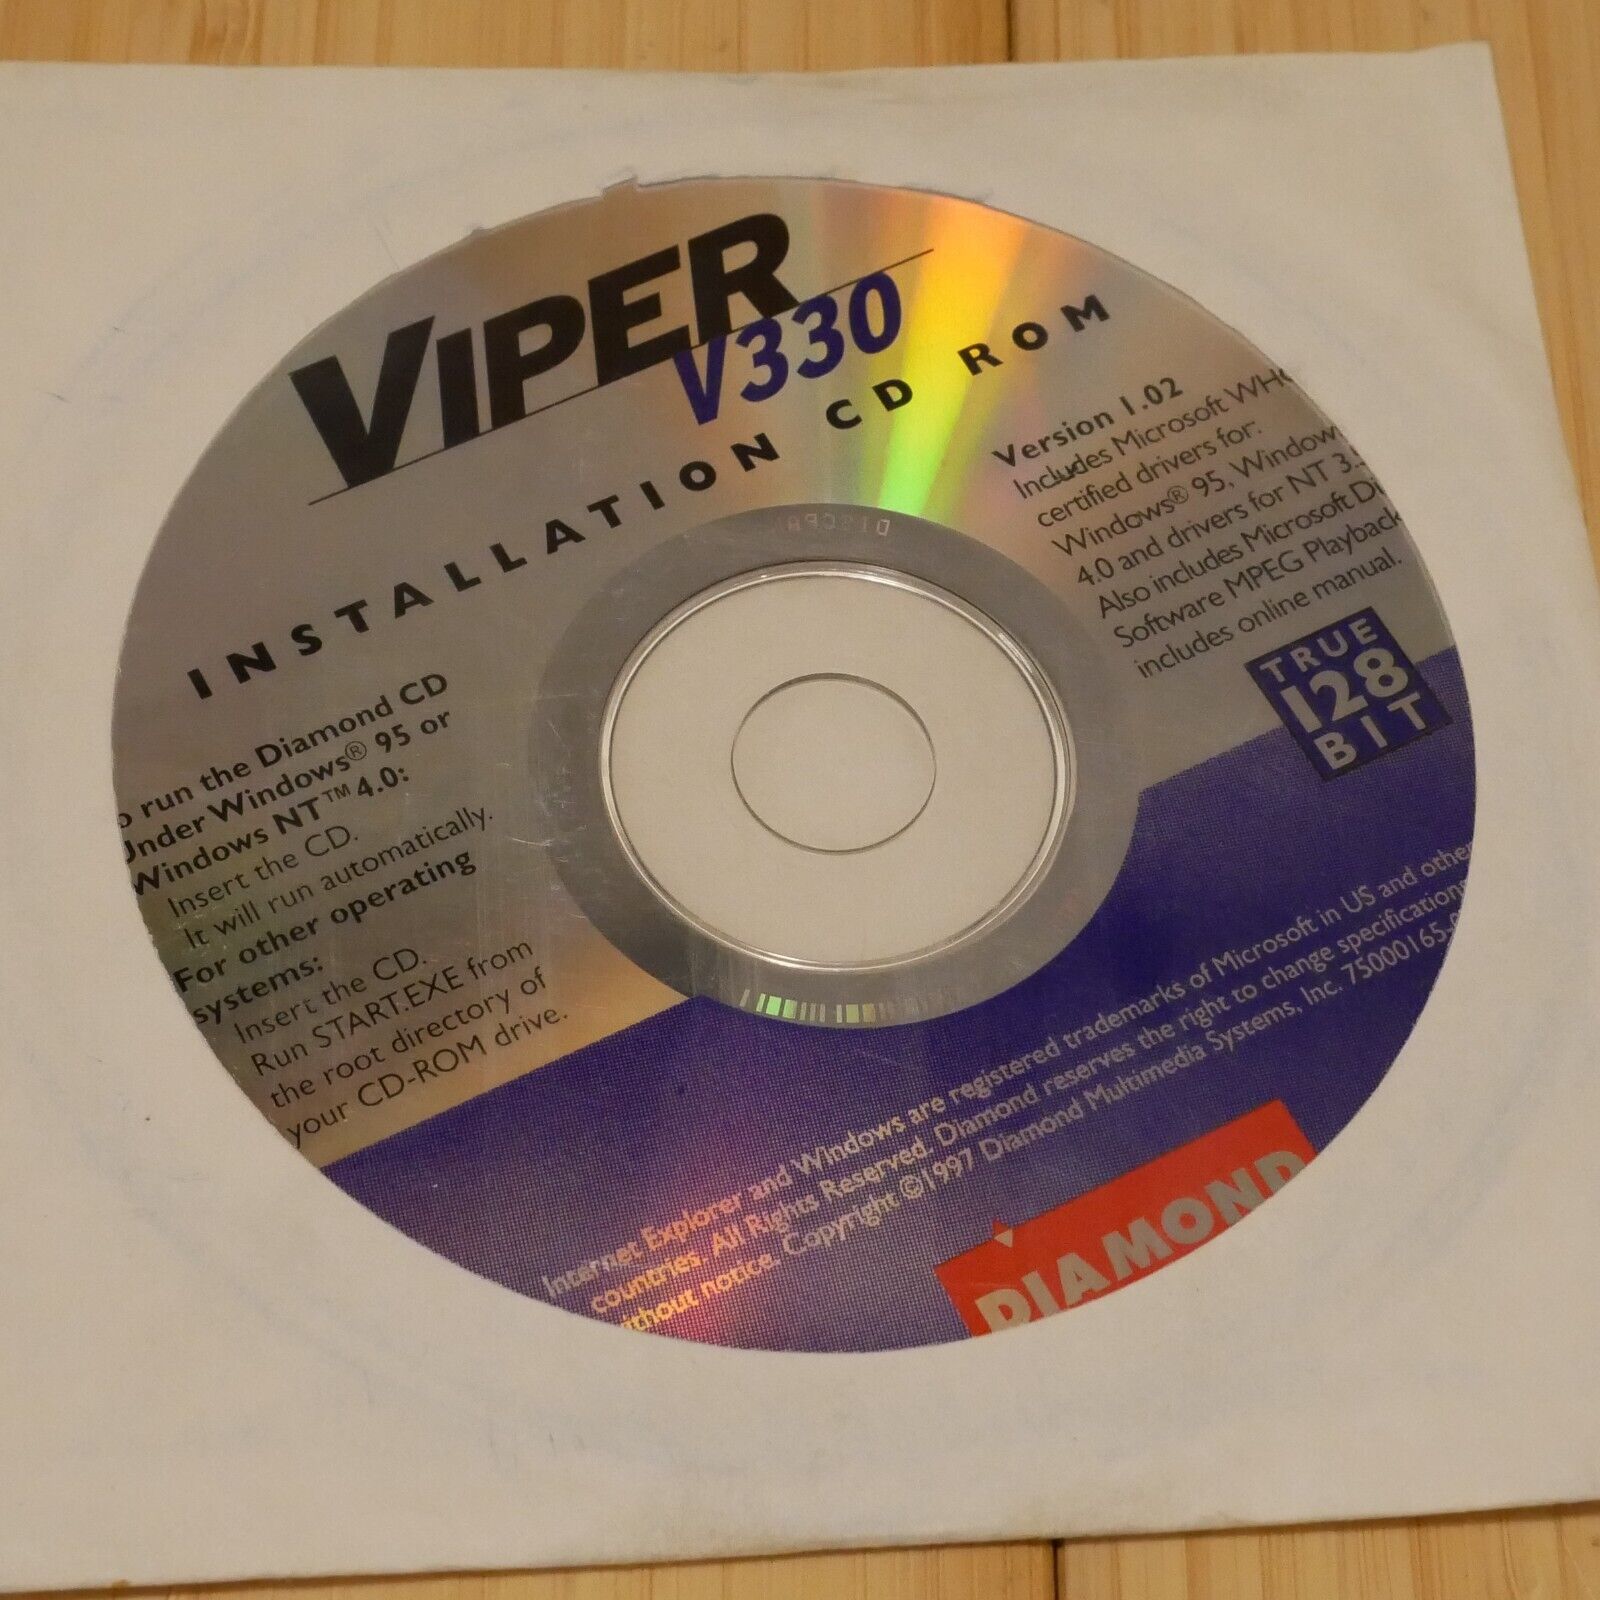 VIPER
V330
INSTALLATION CD ROM
Version 1.02
Includes Microsoft
certified drivers for:
Windows® 95,
4.0 and drivers for NT
Also includes Microsoft
Software MPEG Playback
includes online manual.
TRUE
128
BIT
run the Diamond CD
Under Windows® 95 or
Windows NT™ 4.0:
Insert the CD.
It will run automatically.
For other operating
systems:
Insert the CD.
Run START.EXE from
the root directory of
your CD-ROM drive.
Internet Explorer and Windows are registered trademarks of Microsoft in US and other
countries. All Rights Reserved. Diamond reserves the right to change specifications
without notice. Copyright ©1997 Diamond Multimedia Systems, Inc.
DIAMOND